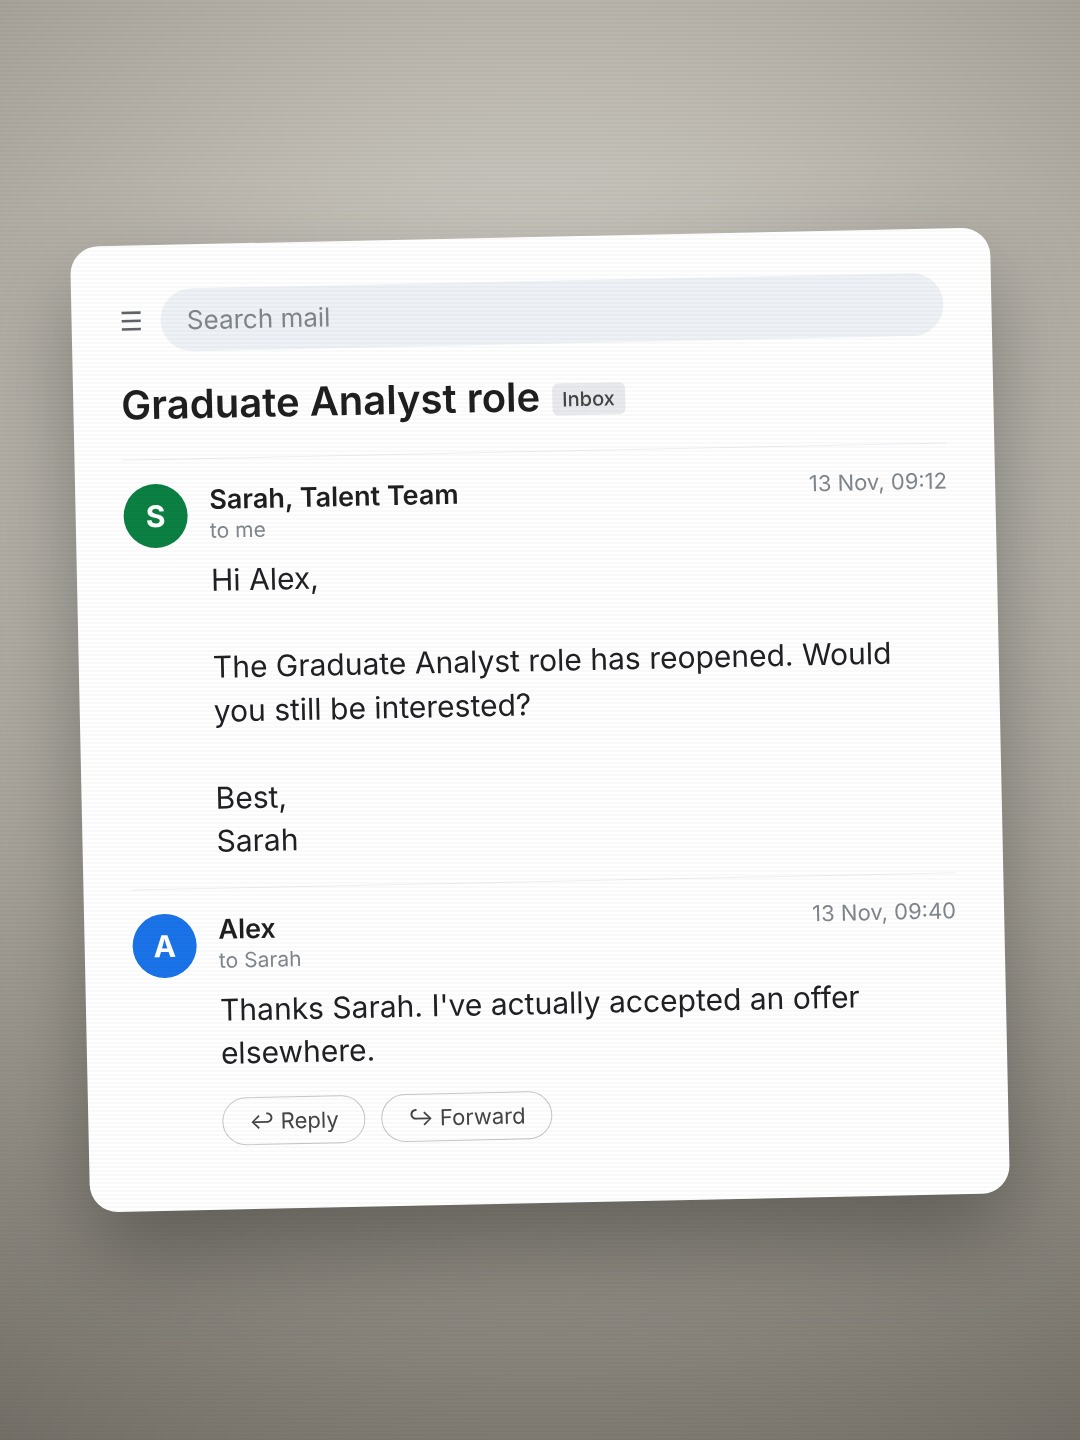 ☰ Search mail
Graduate Analyst role Inbox
S
Sarah, Talent Team
13 Nov, 09:12
to me
Hi Alex,
The Graduate Analyst role has reopened. Would
you still be interested?
Best,
Sarah
A
Alex
13 Nov, 09:40
to Sarah
Thanks Sarah. I've actually accepted an offer
elsewhere.
↩ Reply
↪ Forward